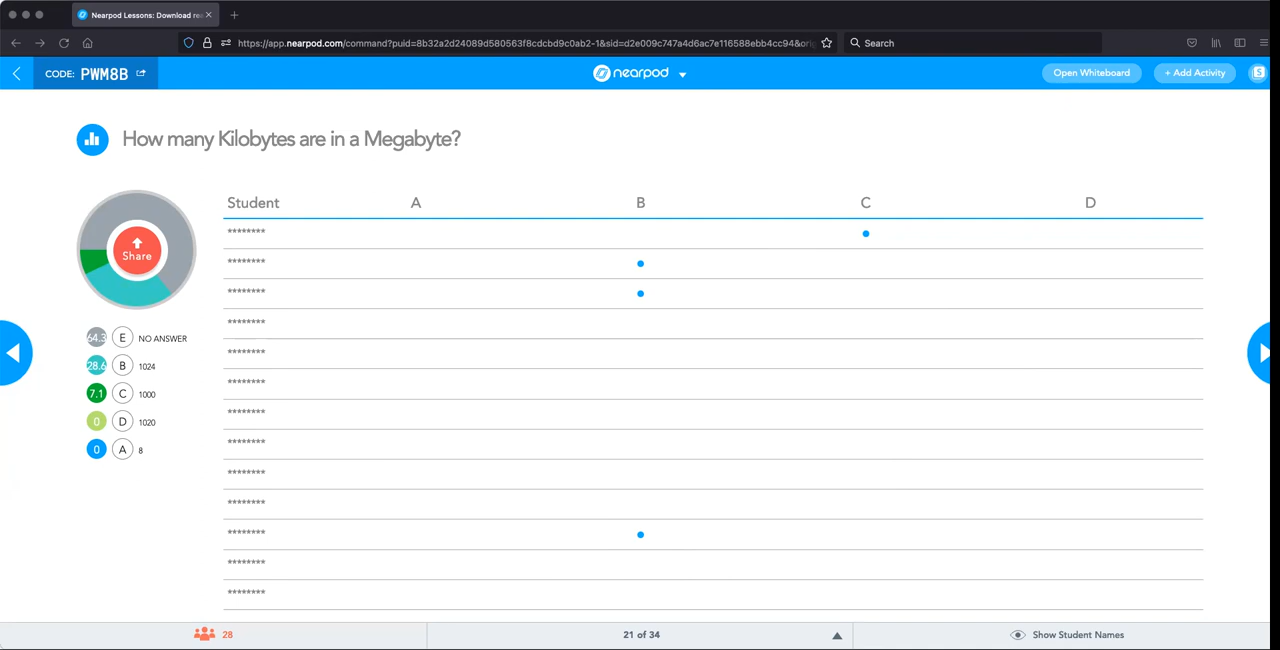 Nearpod Lessons: Download re
https://app.nearpod.com/command?puid=8b32a2d24089d580563f8cdcbd9c0ab2-1&sid=d2e009c747a4d6ac7e116588ebb4cc94&ori
Search
CODE: PWM8B
nearpod
Open Whiteboard
+ Add Activity
S
How many Kilobytes are in a Megabyte?
Student A B C D
Share
********
********
********
********
********
********
********
********
********
********
********
********
********
64.3 E NO ANSWER
28.6 B 1024
7.1 C 1000
0 D 1020
0 A 8
28
21 of 34
Show Student Names